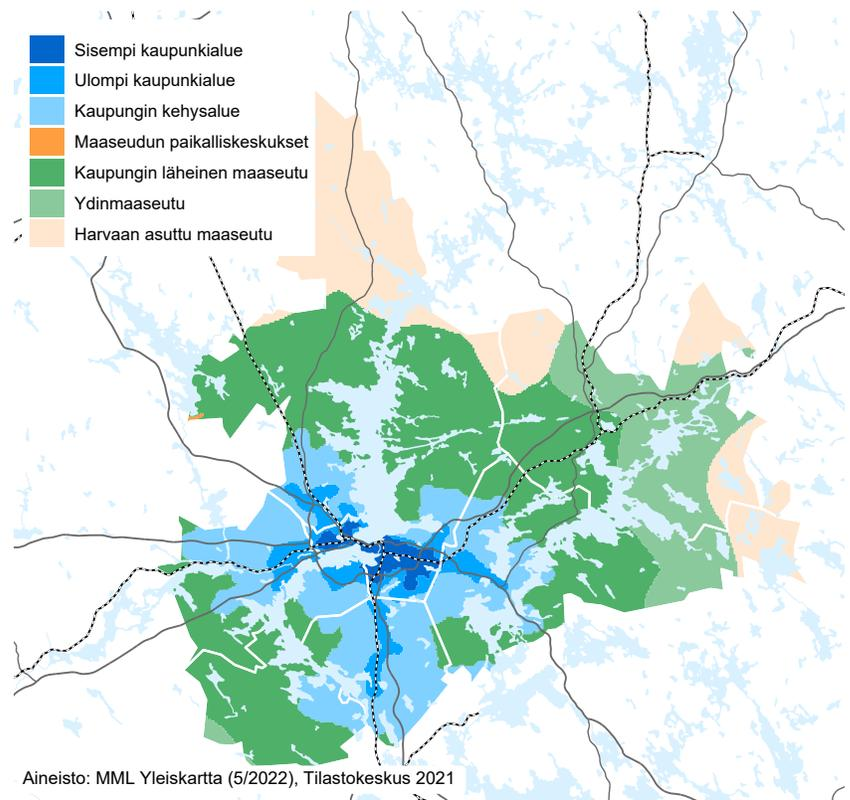 Sisempi kaupunkialue
Ulompi kaupunkialue
Kaupungin kehysalue
Maaseudun paikalliskeskukset
Kaupungin läheinen maaseutu
Ydinmaaseutu
Harvaan asuttu maaseutu
Aineisto: MML Yleiskartta (5/2022), Tilastokeskus 2021